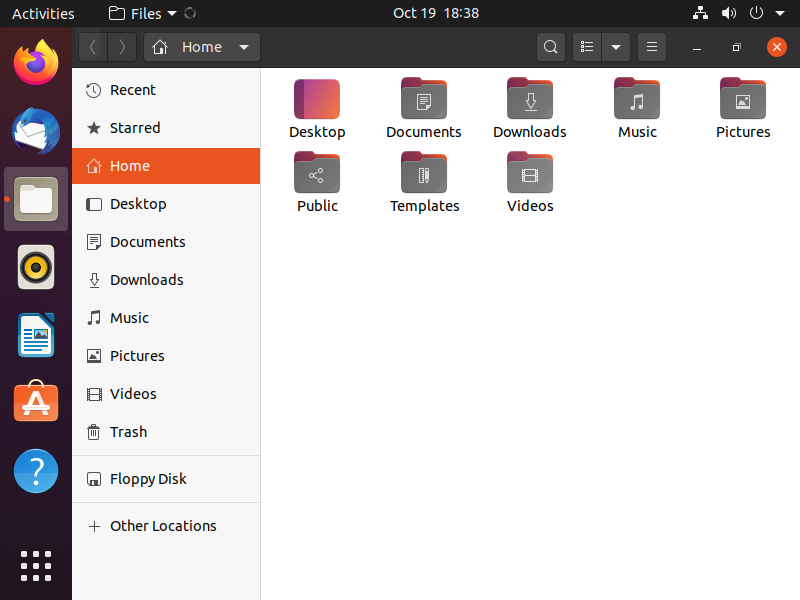 Activities
Files
Oct 19 18:38
Home
Recent
Starred
Home
Desktop
Documents
Downloads
Music
Pictures
Videos
Trash
Floppy Disk
Other Locations
Desktop
Documents
Downloads
Music
Pictures
Public
Templates
Videos